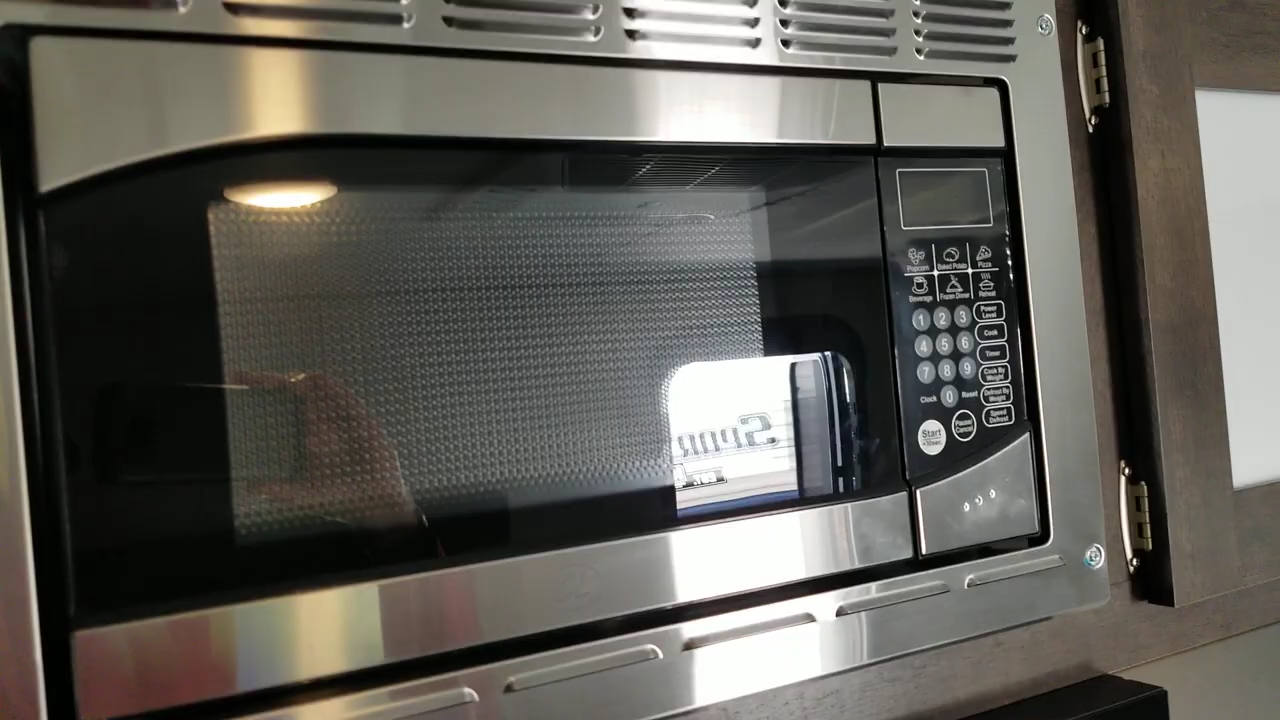 Popcorn Baked Potato Pizza
Beverage Frozen Dinner Reheat
1 2 3 Power Level
4 5 6 Cook
Timer
7 8 9 Cook By Weight
Clock 0 Reset Defrost By Weight
Start +30sec. Pause Cancel Speed Defrost
Spor